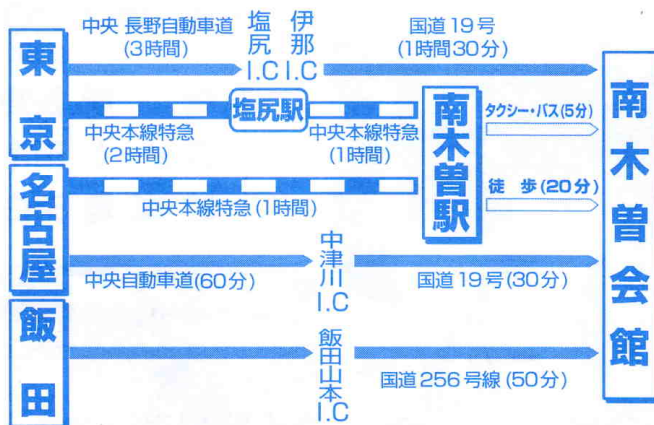 東京
中央 長野自動車道
(3時間)
塩尻I.C
伊那I.C
国道19号
(1時間30分)
中央本線特急
(2時間)
塩尻駅
中央本線特急
(1時間)
南木曽駅
タクシー・バス(5分)
徒 歩(20分)
南木曽会館
名古屋
中央本線特急(1時間)
中央自動車道(60分)
中津川I.C
国道19号(30分)
飯田
飯田山本I.C
国道256号線(50分)